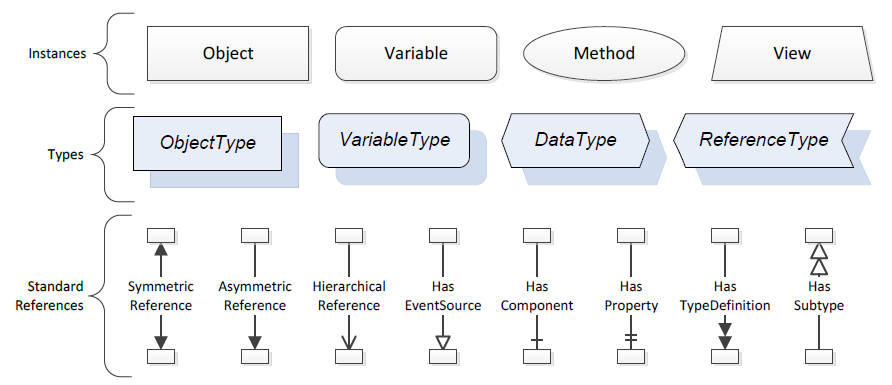 Instances
Object
Variable
Method
View
Types
ObjectType
VariableType
DataType
ReferenceType
Standard
References
Symmetric
Reference
Asymmetric
Reference
Hierarchical
Reference
Has
EventSource
Has
Component
Has
Property
Has
TypeDefinition
Has
Subtype